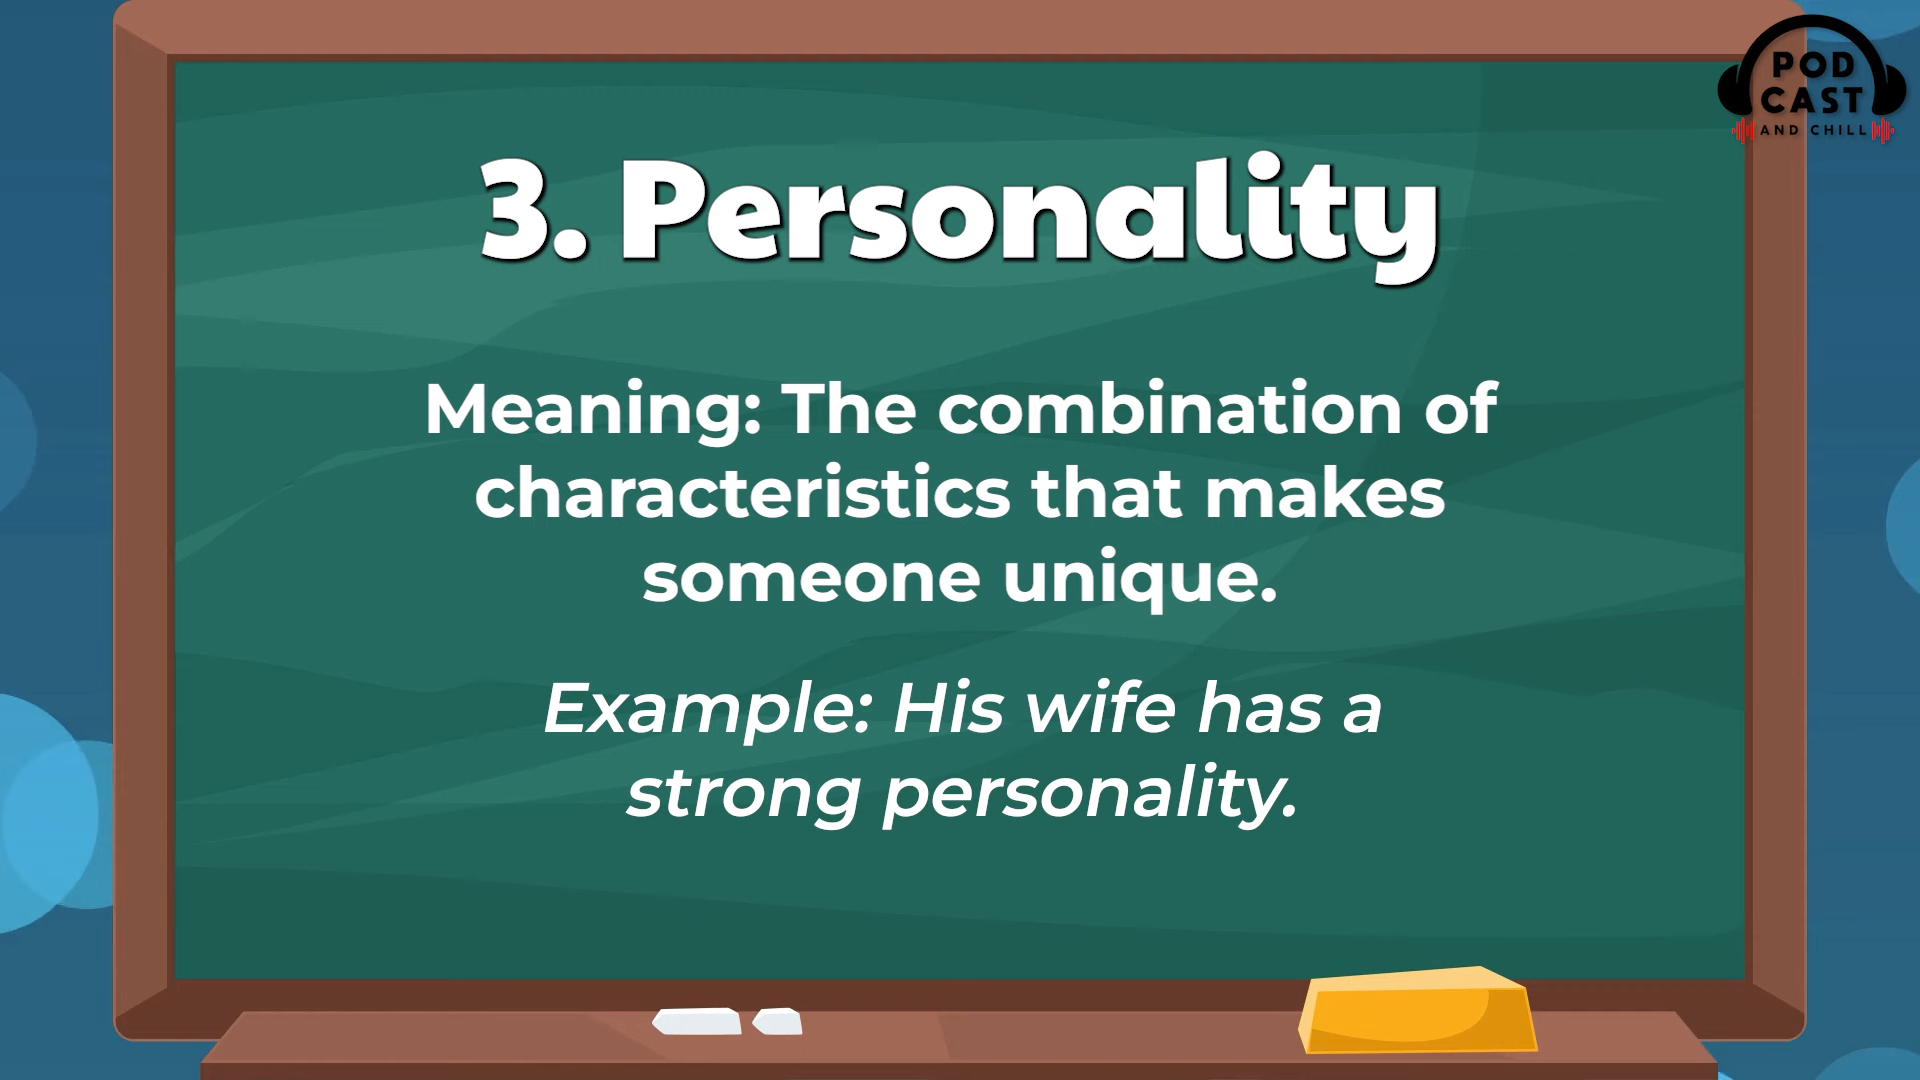 POD
CAST
AND CHILL
3. Personality
Meaning: The combination of
characteristics that makes
someone unique.
Example: His wife has a
strong personality.